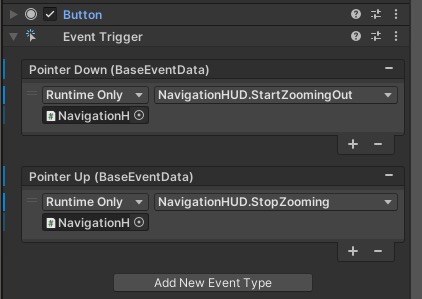 Button
Event Trigger
Pointer Down (BaseEventData)
Runtime Only NavigationHUD.StartZoomingOut
NavigationH
Pointer Up (BaseEventData)
Runtime Only NavigationHUD.StopZooming
NavigationH
Add New Event Type